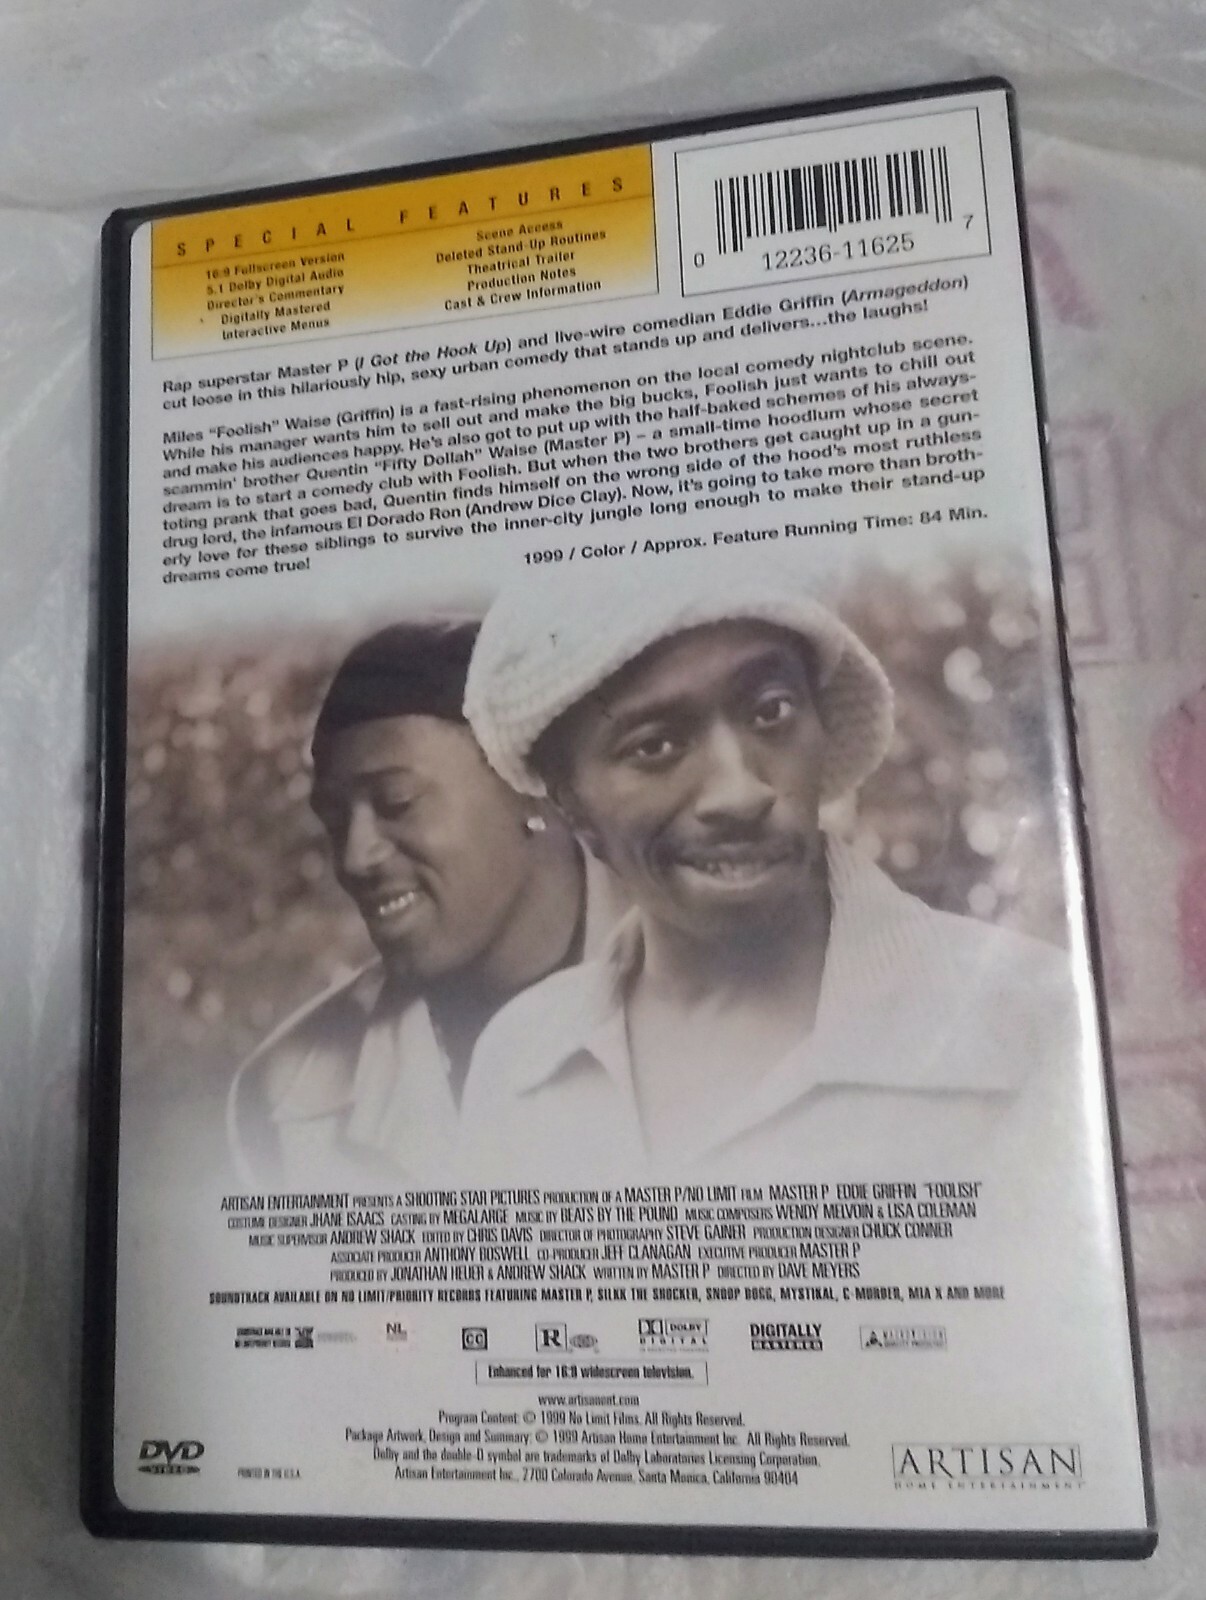 SPECIAL FEATURES
16:9 Fullscreen Version
5.1 Dolby Digital Audio
Director's Commentary
Digitally Mastered
Interactive Menus
Scene Access
Deleted Stand-Up Routines
Theatrical Trailer
Production Notes
Cast & Crew Information
0 12236-11625 7
Rap superstar Master P (I Got the Hook Up) and live-wire comedian Eddie Griffin (Armageddon)
cut loose in this hilariously hip, sexy urban comedy that stands up and delivers...the laughs!
Miles "Foolish" Waise (Griffin) is a fast-rising phenomenon on the local comedy nightclub scene.
While his manager wants him to sell out and make the big bucks, Foolish just wants to chill out
and make his audiences happy. He's also got to put up with the half-baked schemes of his always-
scammin' brother Quentin "Fifty Dollah" Waise (Master P) – a small-time hoodlum whose secret
dream is to start a comedy club with Foolish. But when the two brothers get caught up in a gun-
toting prank that goes bad, Quentin finds himself on the wrong side of the hood's most ruthless
drug lord, the infamous El Dorado Ron (Andrew Dice Clay). Now, it's going to take more than broth-
erly love for these siblings to survive the inner-city jungle long enough to make their stand-up
dreams come true!
1999 / Color / Approx. Feature Running Time: 84 Min.
ARTISAN ENTERTAINMENT PRESENTS A SHOOTING STAR PICTURES PRODUCTION OF A MASTER P/NO LIMIT FILM MASTER P EDDIE GRIFFIN "FOOLISH"
COSTUME DESIGNER JHANE ISAACS CASTING BY MEGALARGE MUSIC BY BEATS BY THE POUND MUSIC COMPOSERS WENDY MELVOIN & LISA COLEMAN
MUSIC SUPERVISOR ANDREW SHACK EDITED BY CHRIS DAVIS DIRECTOR OF PHOTOGRAPHY STEVE GAINER PRODUCTION DESIGNER CHUCK CONNER
ASSOCIATE PRODUCER ANTHONY BOSWELL CO-PRODUCER JEFF CLANAGAN EXECUTIVE PRODUCER MASTER P
PRODUCED BY JONATHAN HEUER & ANDREW SHACK WRITTEN BY MASTER P DIRECTED BY DAVE MEYERS
SOUNDTRACK AVAILABLE ON NO LIMIT/PRIORITY RECORDS FEATURING MASTER P, SILKK THE SHOCKER, SNOOP DOGG, MYSTIKAL, C-MURDER, MIA X AND MORE
NL
CC
R
DOLBY
DIGITAL
DIGITALLY
MASTERED
Enhanced for 16:9 widescreen television.
www.artisanent.com
Program Content: © 1999 No Limit Films. All Rights Reserved.
Package Artwork, Design and Summary: © 1999 Artisan Home Entertainment Inc. All Rights Reserved.
Dolby and the double-D symbol are trademarks of Dolby Laboratories Licensing Corporation.
Artisan Entertainment Inc., 2700 Colorado Avenue, Santa Monica, California 90404
DVD
VIDEO
PRINTED IN THE U.S.A.
ARTISAN
HOME ENTERTAINMENT